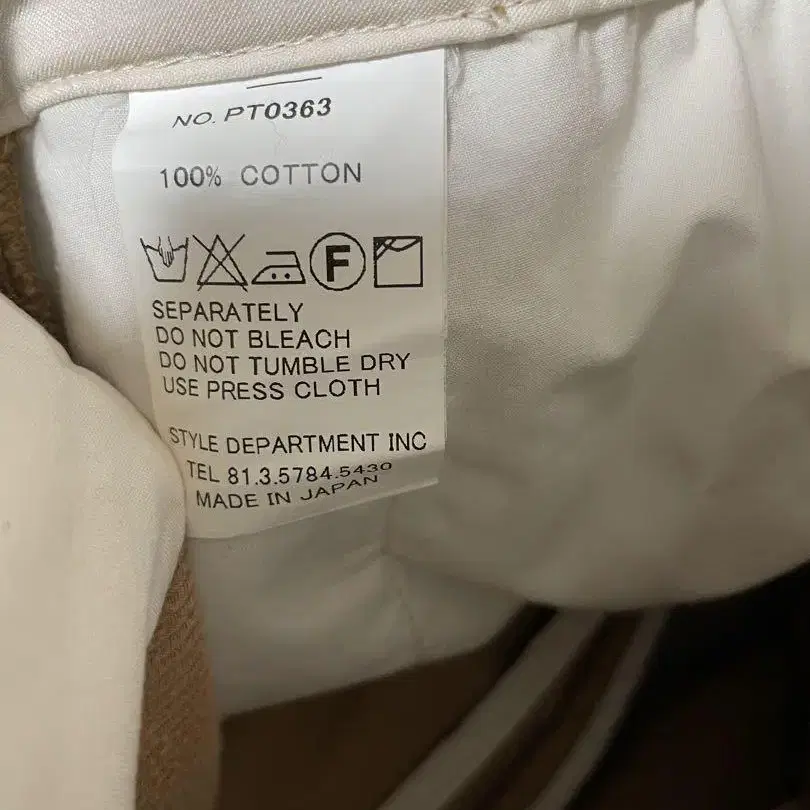 NO. PT0363
100% COTTON
F
SEPARATELY
DO NOT BLEACH
DO NOT TUMBLE DRY
USE PRESS CLOTH
STYLE DEPARTMENT INC
TEL 81.3.5784.5430
MADE IN JAPAN